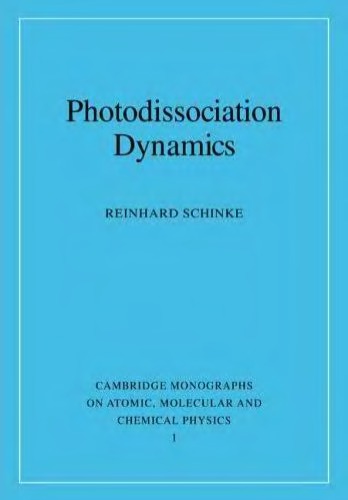 Photodissociation
Dynamics
REINHARD SCHINKE
CAMBRIDGE MONOGRAPHS
ON ATOMIC, MOLECULAR AND
CHEMICAL PHYSICS
1